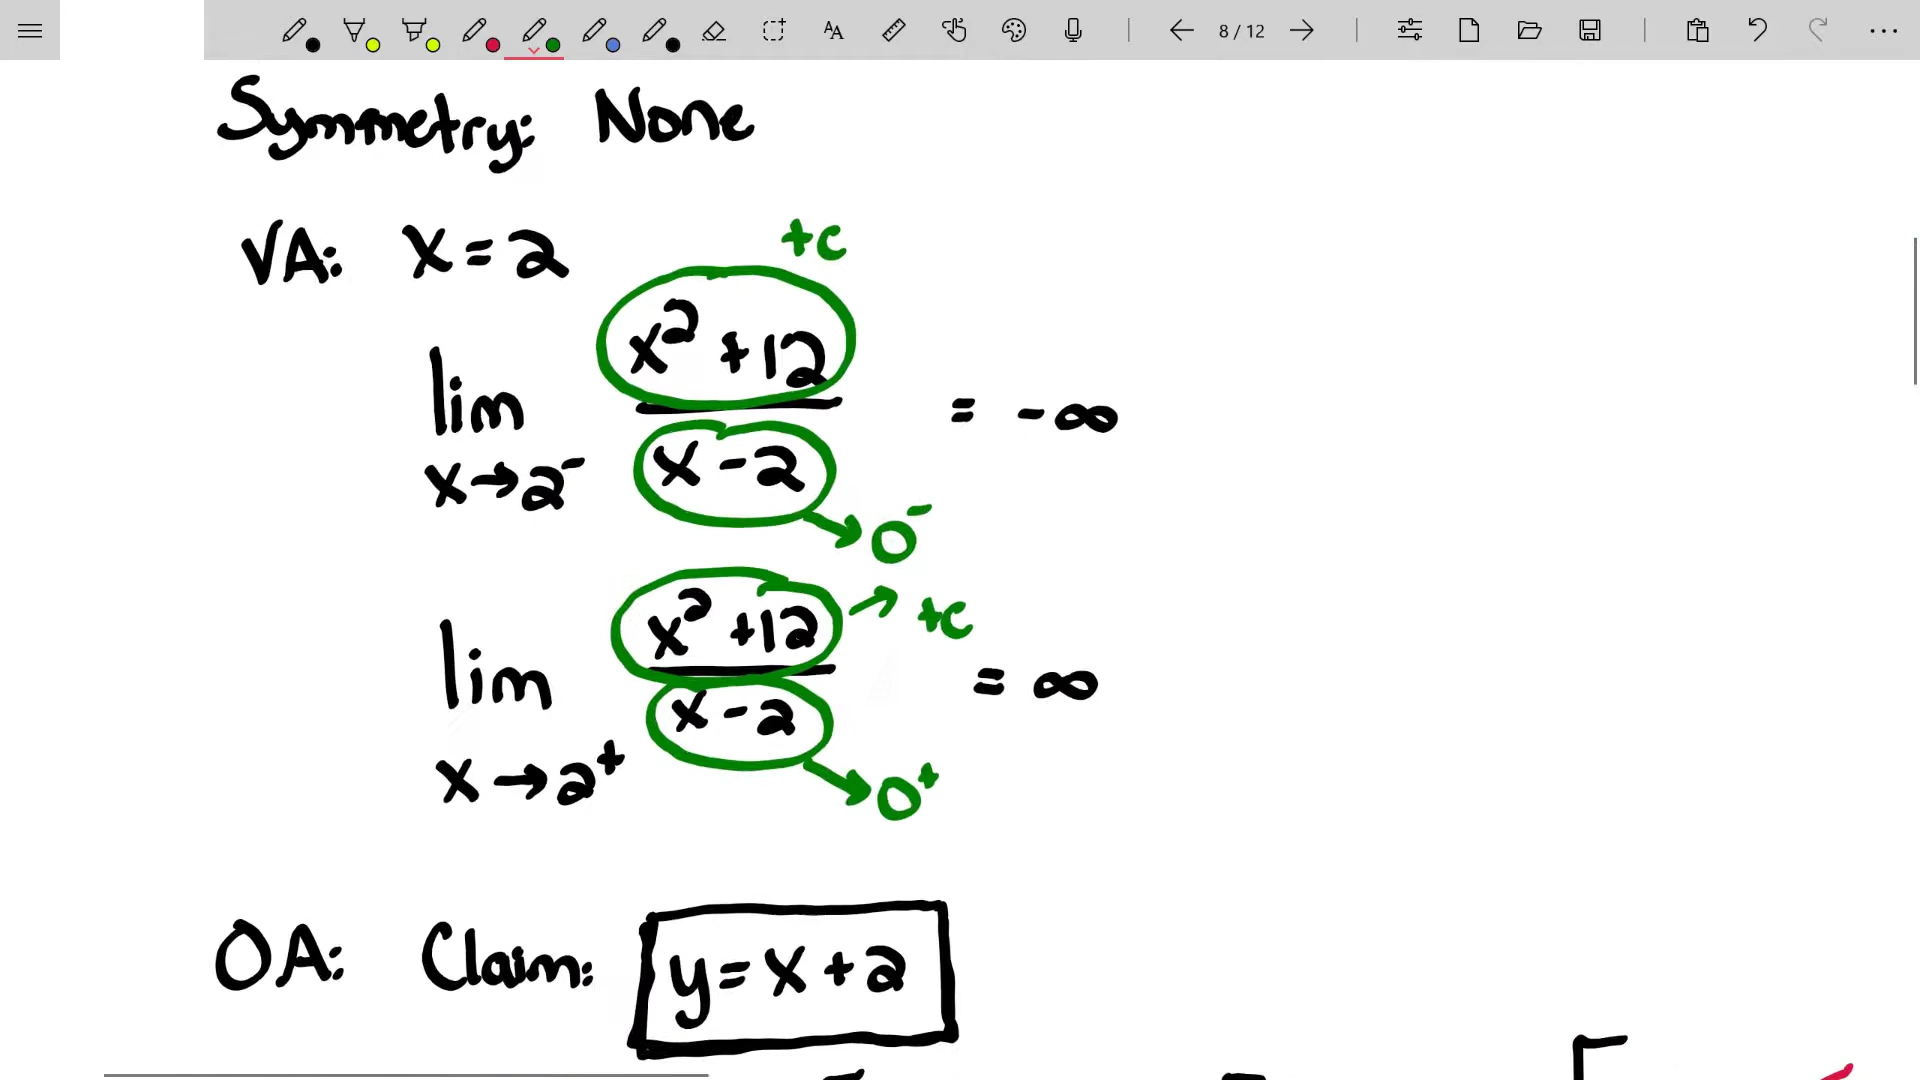 8 / 12
Symmetry: None
VA: x = 2
+c
lim x→2⁻ (x² + 12)/(x - 2) = -∞
0⁻
lim x→2⁺ (x² + 12)/(x - 2) = ∞
+c
0⁺
OA: Claim: y = x + 2